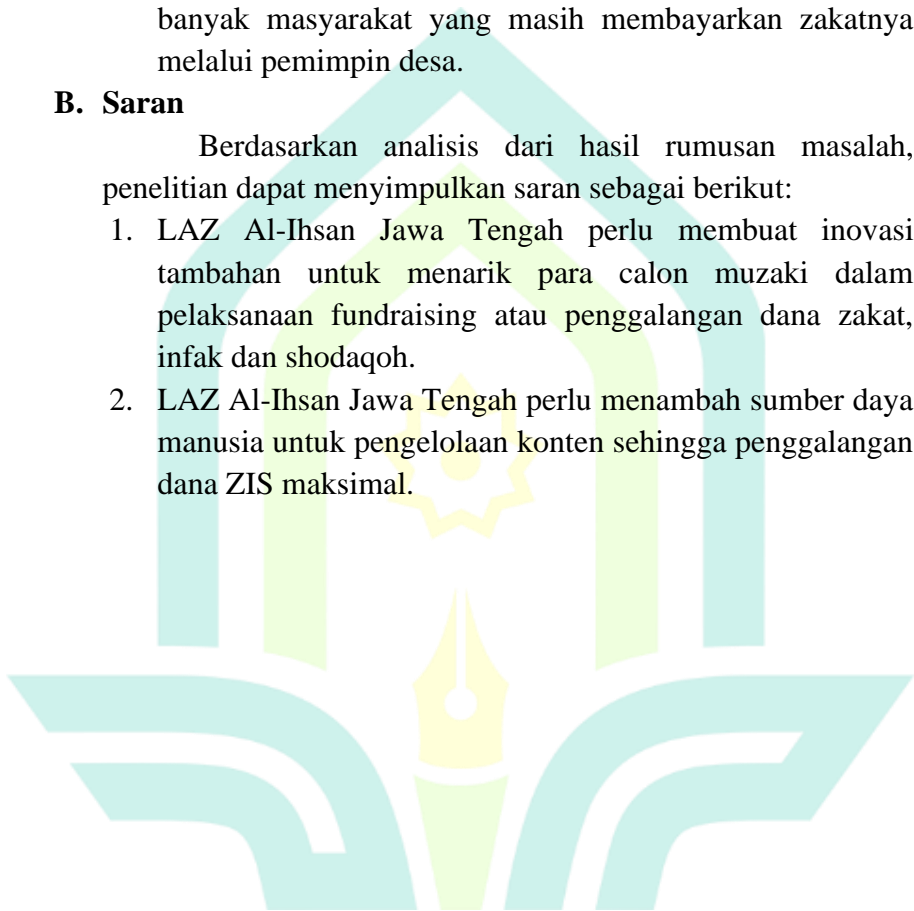 banyak masyarakat yang masih membayarkan zakatnya
melalui pemimpin desa.
B. Saran
Berdasarkan analisis dari hasil rumusan masalah,
penelitian dapat menyimpulkan saran sebagai berikut:
1. LAZ Al-Ihsan Jawa Tengah perlu membuat inovasi
tambahan untuk menarik para calon muzaki dalam
pelaksanaan fundraising atau penggalangan dana zakat,
infak dan shodaqoh.
2. LAZ Al-Ihsan Jawa Tengah perlu menambah sumber daya
manusia untuk pengelolaan konten sehingga penggalangan
dana ZIS maksimal.